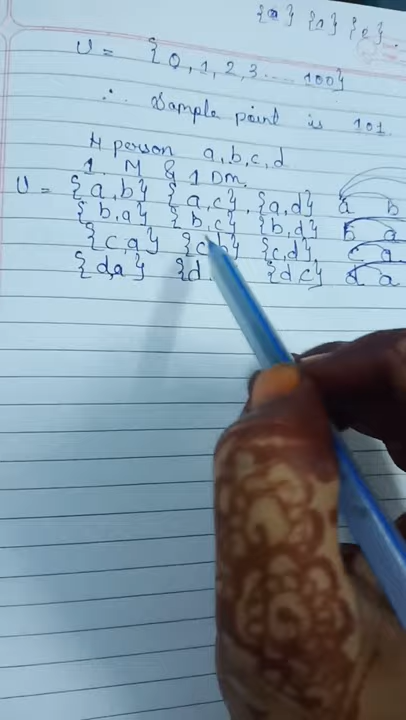 {a} {a} {e}
U = {0, 1, 2, 3 .... 100}
∴ Sample point is 101.
4 person a, b, c, d
1. M & 1 DM.
U = {a, b} {a, c}, {a, d} a b
{b, a} {b, c} {b, d} b a
{c, a} {c {c, d}, c a
{d, a} {d {d c} d a